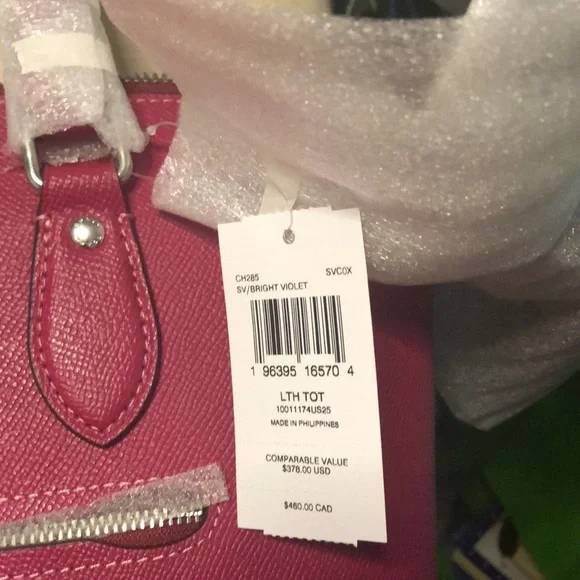 CH285 SVC0X
SV/BRIGHT VIOLET
1 96395 16570 4
LTH TOT
10011174US25
MADE IN PHILIPPINES
COMPARABLE VALUE
$378.00 USD
$460.00 CAD